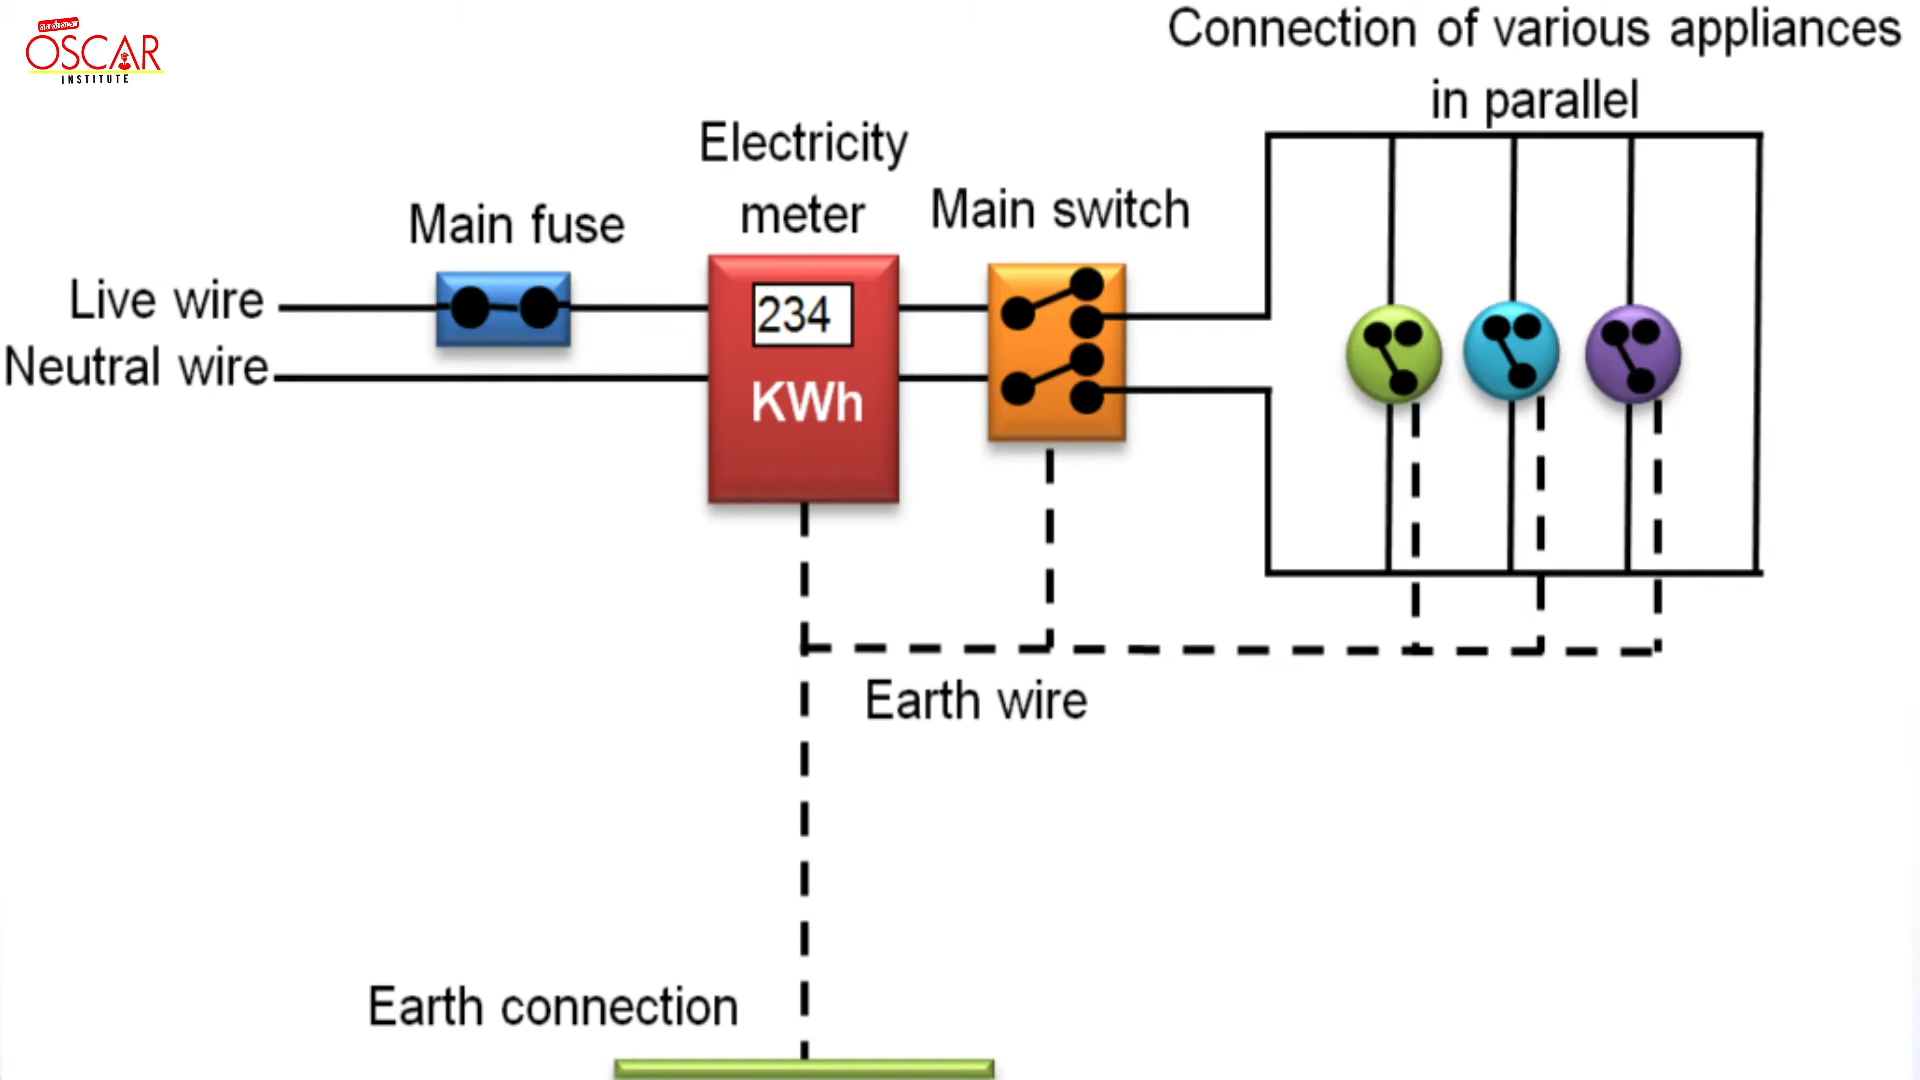 OSCAR
INSTITUTE
Connection of various appliances
in parallel
Electricity
meter
Main switch
Main fuse
Live wire
Neutral wire
234
KWh
Earth wire
Earth connection